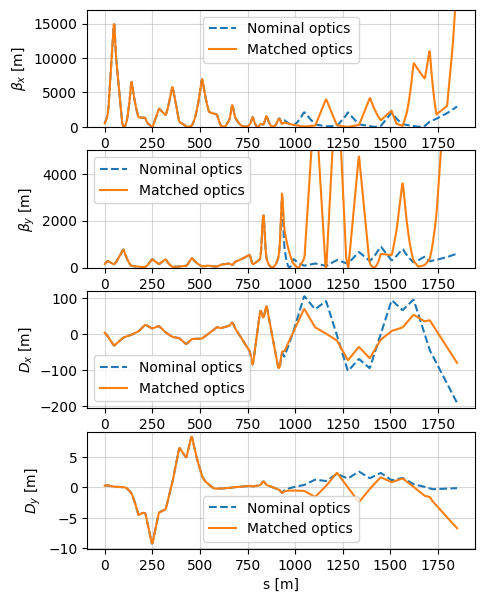 βx [m]
15000
10000
5000
0
Nominal optics
Matched optics
βy [m]
4000
2000
0
Nominal optics
Matched optics
Dx [m]
100
0
−100
−200
Nominal optics
Matched optics
Dy [m]
5
0
−5
−10
Nominal optics
Matched optics
0 250 500 750 1000 1250 1500 1750
0 250 500 750 1000 1250 1500 1750
0 250 500 750 1000 1250 1500 1750
0 250 500 750 1000 1250 1500 1750
s [m]